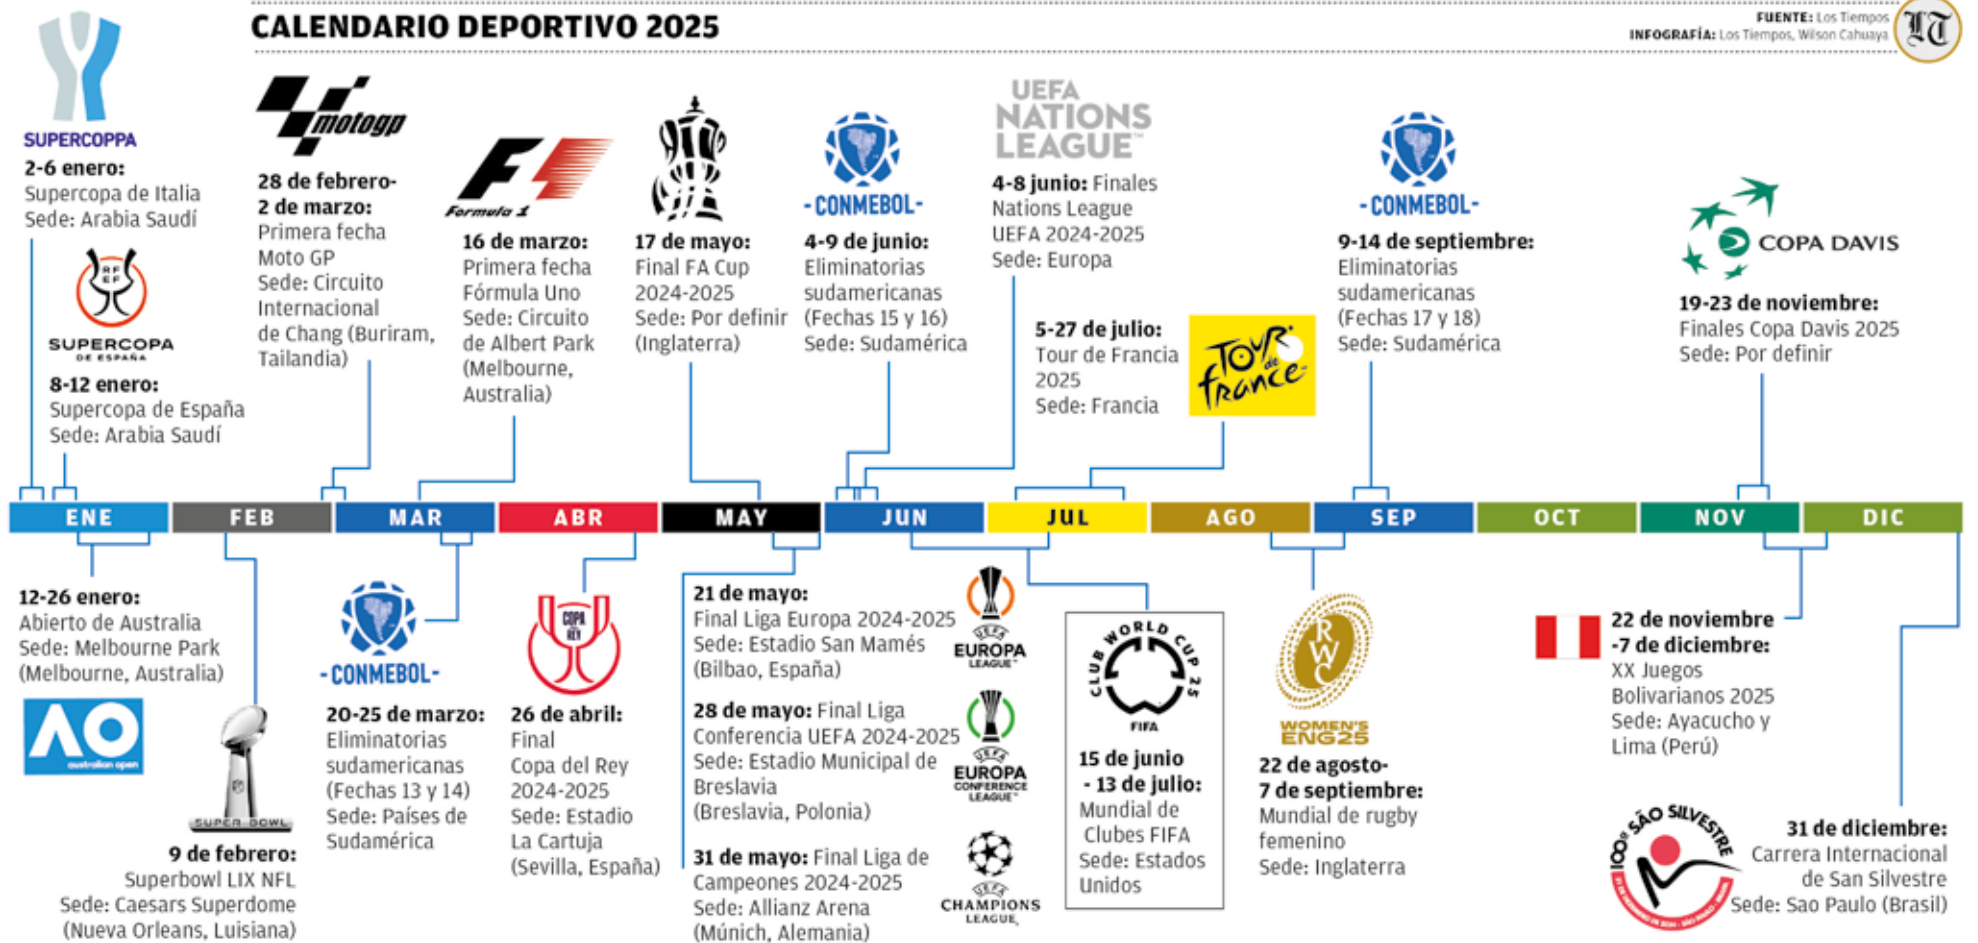 CALENDARIO DEPORTIVO 2025
FUENTE: Los Tiempos
INFOGRAFÍA: Los Tiempos, Wilson Cahuaya
LT
SUPERCOPPA
2-6 enero:
Supercopa de Italia
Sede: Arabia Saudí
RF
EF
SUPERCOPA
DE ESPAÑA
8-12 enero:
Supercopa de España
Sede: Arabia Saudí
motogp
28 de febrero-
2 de marzo:
Primera fecha
Moto GP
Sede: Circuito
Internacional
de Chang (Buriram,
Tailandia)
F1
Formula 1
16 de marzo:
Primera fecha
Fórmula Uno
Sede: Circuito
de Albert Park
(Melbourne,
Australia)
17 de mayo:
Final FA Cup
2024-2025
Sede: Por definir
(Inglaterra)
-CONMEBOL-
4-9 de junio:
Eliminatorias
sudamericanas
(Fechas 15 y 16)
Sede: Sudamérica
UEFA
NATIONS
LEAGUE™
4-8 junio: Finales
Nations League
UEFA 2024-2025
Sede: Europa
5-27 de julio:
Tour de Francia
2025
Sede: Francia
TOUR
de
france
-CONMEBOL-
9-14 de septiembre:
Eliminatorias
sudamericanas
(Fechas 17 y 18)
Sede: Sudamérica
COPA DAVIS
19-23 de noviembre:
Finales Copa Davis 2025
Sede: Por definir
ENE
FEB
MAR
ABR
MAY
JUN
JUL
AGO
SEP
OCT
NOV
DIC
12-26 enero:
Abierto de Australia
Sede: Melbourne Park
(Melbourne, Australia)
AO
australian open
SUPER BOWL
9 de febrero:
Superbowl LIX NFL
Sede: Caesars Superdome
(Nueva Orleans, Luisiana)
-CONMEBOL-
20-25 de marzo:
Eliminatorias
sudamericanas
(Fechas 13 y 14)
Sede: Países de
Sudamérica
COPA
REY
26 de abril:
Final
Copa del Rey
2024-2025
Sede: Estadio
La Cartuja
(Sevilla, España)
21 de mayo:
Final Liga Europa 2024-2025
Sede: Estadio San Mamés
(Bilbao, España)
UEFA
EUROPA
LEAGUE™
28 de mayo: Final Liga
Conferencia UEFA 2024-2025
Sede: Estadio Municipal de
Breslavia
(Breslavia, Polonia)
UEFA
EUROPA
CONFERENCE
LEAGUE™
31 de mayo: Final Liga de
Campeones 2024-2025
Sede: Allianz Arena
(Múnich, Alemania)
UEFA
CHAMPIONS
LEAGUE
CLUB WORLD CUP 25
FIFA
15 de junio
- 13 de julio:
Mundial de
Clubes FIFA
Sede: Estados
Unidos
RWC
WOMEN'S
ENG25
22 de agosto-
7 de septiembre:
Mundial de rugby
femenino
Sede: Inglaterra
22 de noviembre
-7 de diciembre:
XX Juegos
Bolivarianos 2025
Sede: Ayacucho y
Lima (Perú)
100ª SÃO SILVESTRE
31 de diciembre:
Carrera Internacional
de San Silvestre
Sede: Sao Paulo (Brasil)